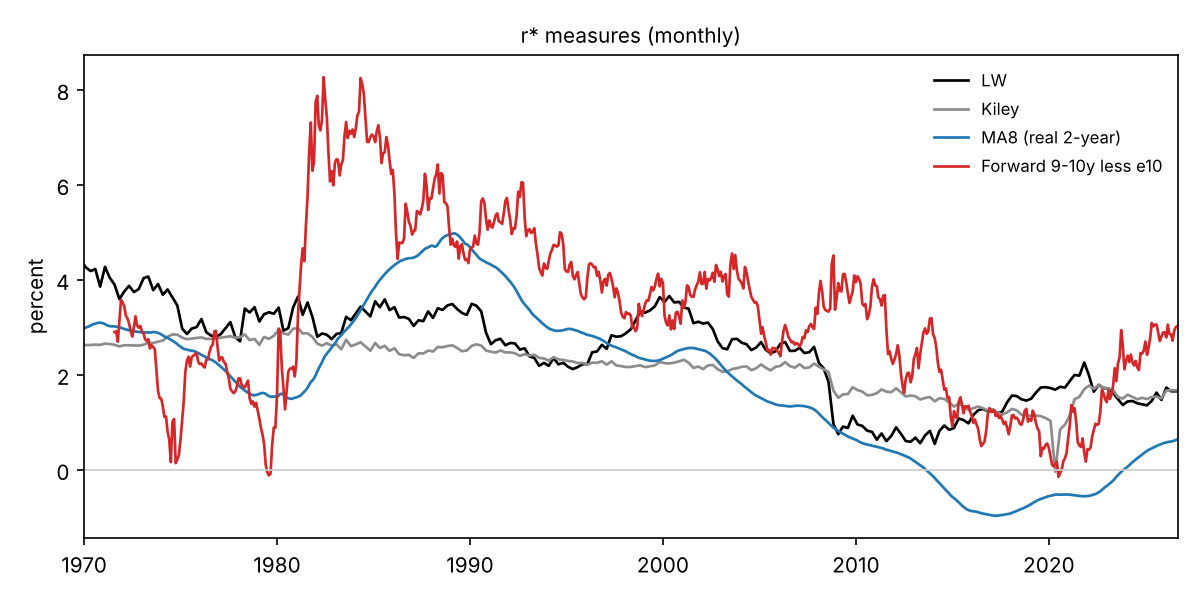 r* measures (monthly)
LW
Kiley
MA8 (real 2-year)
Forward 9-10y less e10
percent
8
6
4
2
0
1970 1980 1990 2000 2010 2020